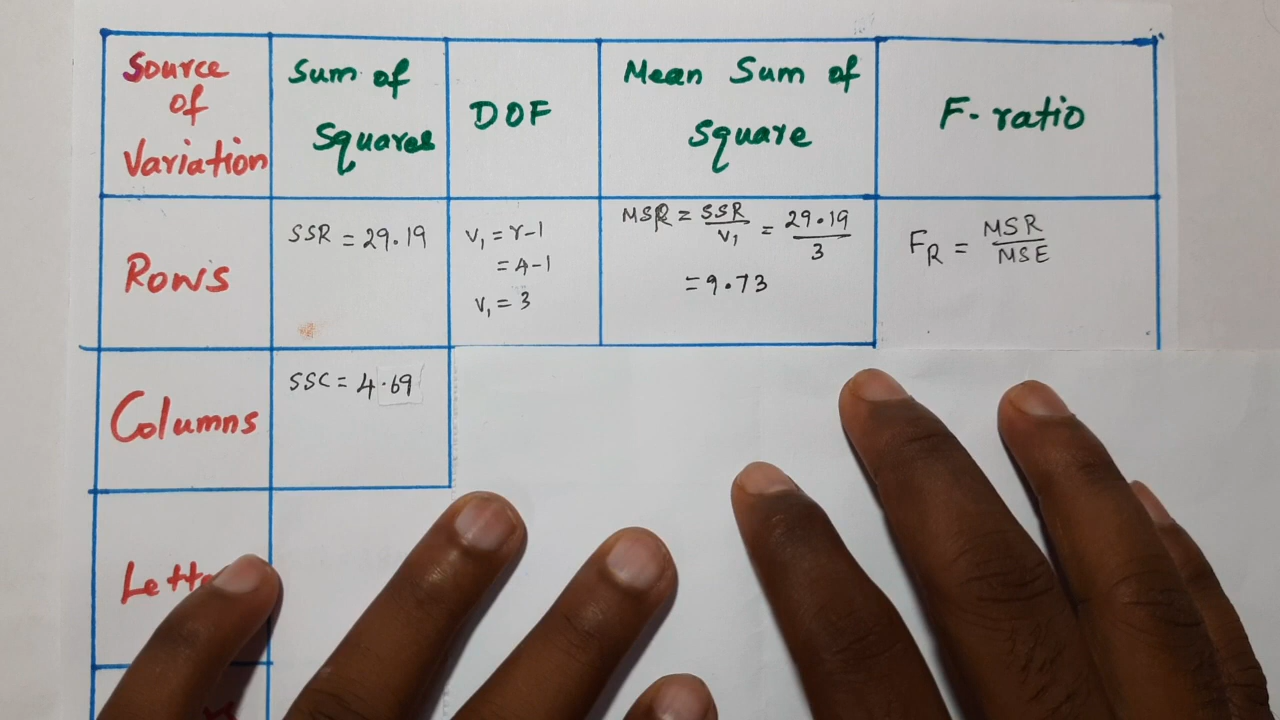 Source
of
Variation
Sum of
Squares
DOF
Mean Sum of
Square
F-ratio
Rows
SSR = 29.19
V₁ = r-1
= 4-1
V₁ = 3
MSR = SSR/V₁ = 29.19/3
= 9.73
F_R = MSR/MSE
Columns
SSC = 4.69